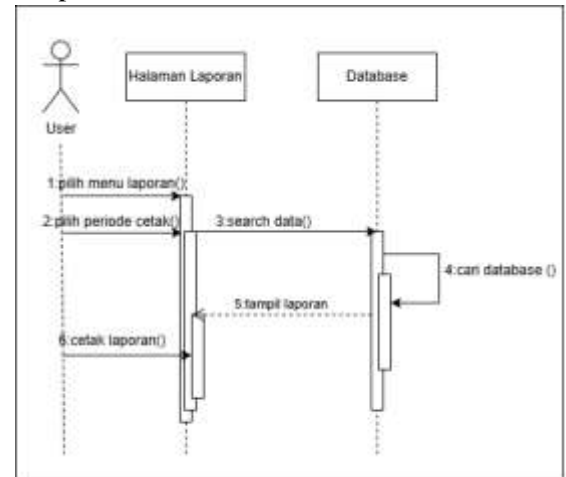 Halaman Laporan
Database
User
1:pilih menu laporan()
2:pilih periode cetak()
3:search data()
4:cari database ()
5:tampil laporan
6:cetak laporan()